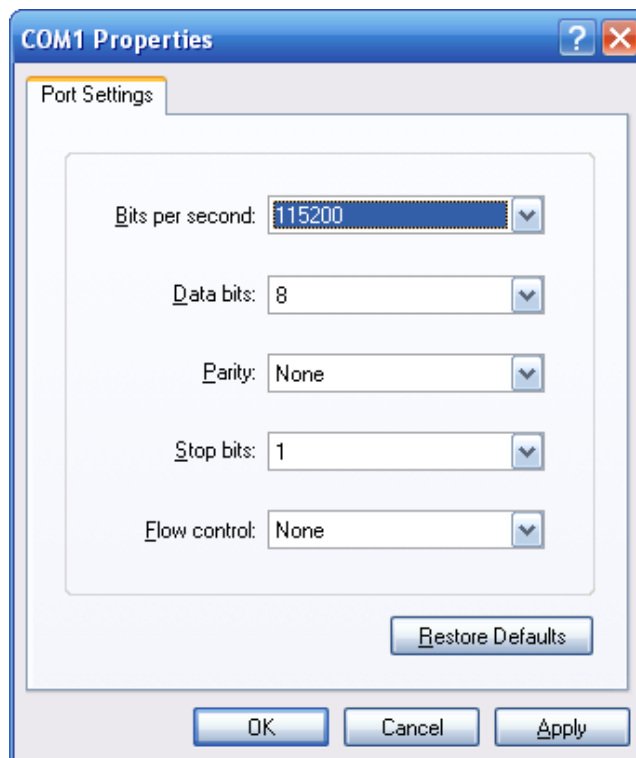 COM1 Properties
Port Settings
Bits per second: 115200
Data bits: 8
Parity: None
Stop bits: 1
Flow control: None
Restore Defaults
OK Cancel Apply